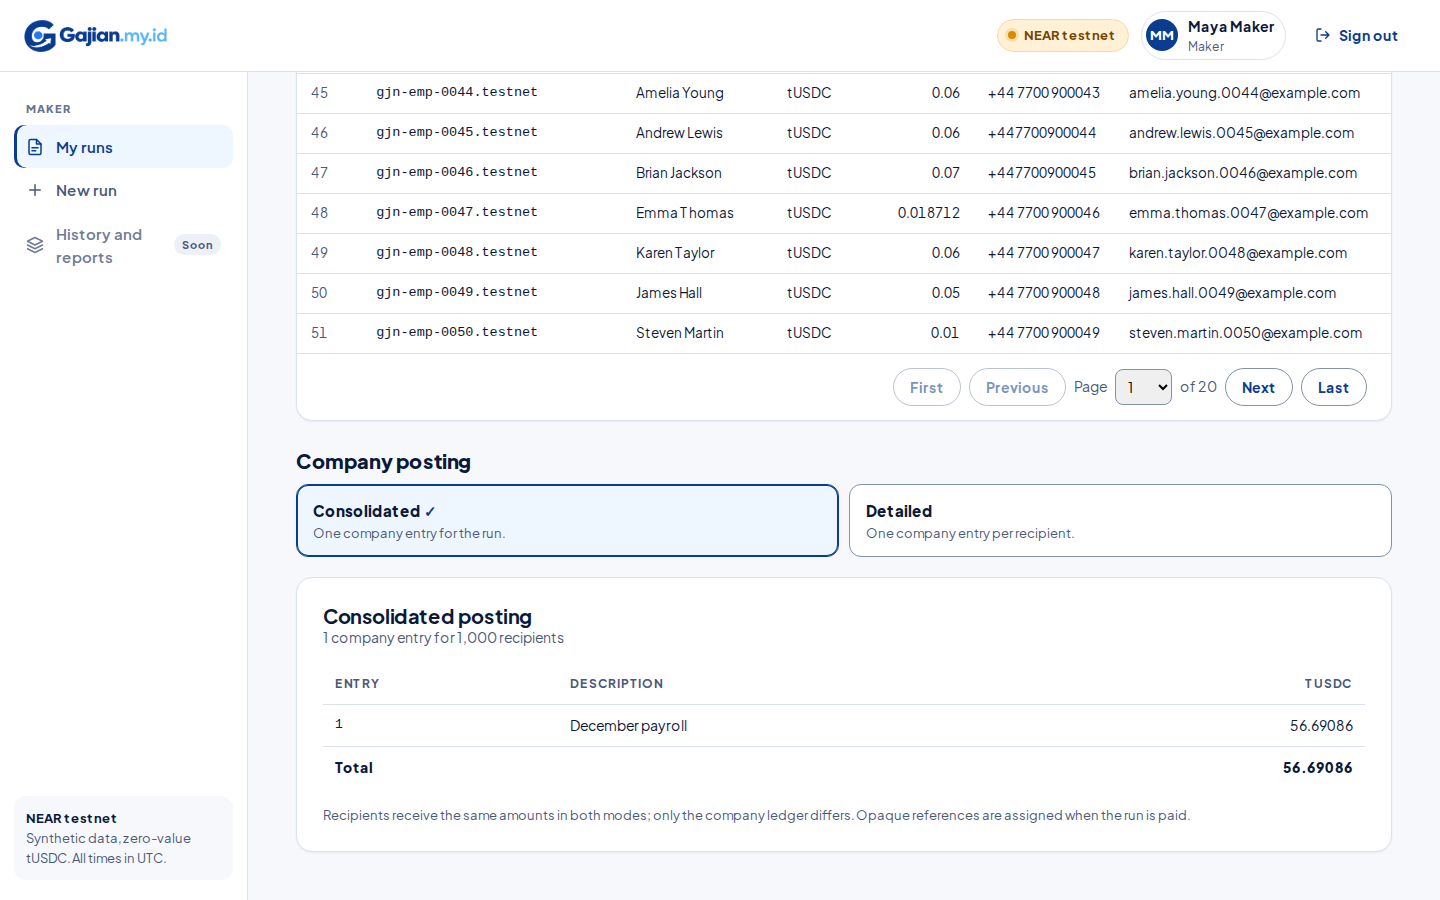 Gajian.my.id
NEAR testnet
MM
Maya Maker
Maker
Sign out
MAKER
My runs
New run
History and reports
Soon
45 gjn-emp-0044.testnet Amelia Young tUSDC 0.06 +44 7700 900043 amelia.young.0044@example.com
46 gjn-emp-0045.testnet Andrew Lewis tUSDC 0.06 +447700900044 andrew.lewis.0045@example.com
47 gjn-emp-0046.testnet Brian Jackson tUSDC 0.07 +447700900045 brian.jackson.0046@example.com
48 gjn-emp-0047.testnet Emma Thomas tUSDC 0.018712 +44 7700 900046 emma.thomas.0047@example.com
49 gjn-emp-0048.testnet Karen Taylor tUSDC 0.06 +44 7700 900047 karen.taylor.0048@example.com
50 gjn-emp-0049.testnet James Hall tUSDC 0.05 +44 7700 900048 james.hall.0049@example.com
51 gjn-emp-0050.testnet Steven Martin tUSDC 0.01 +44 7700 900049 steven.martin.0050@example.com
First Previous Page 1 of 20 Next Last
Company posting
Consolidated ✓
One company entry for the run.
Detailed
One company entry per recipient.
Consolidated posting
1 company entry for 1,000 recipients
ENTRY DESCRIPTION TUSDC
1 December payroll 56.69086
Total 56.69086
Recipients receive the same amounts in both modes; only the company ledger differs. Opaque references are assigned when the run is paid.
NEAR testnet
Synthetic data, zero-value
tUSDC. All times in UTC.